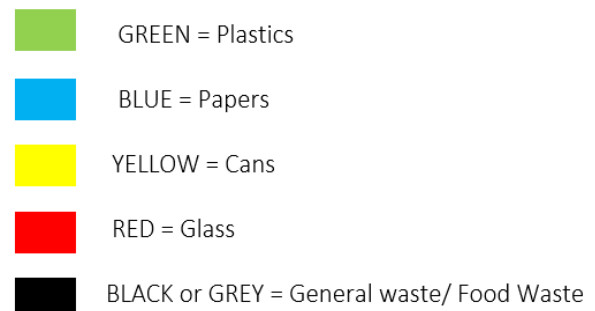 GREEN = Plastics
BLUE = Papers
YELLOW = Cans
RED = Glass
BLACK or GREY = General waste/ Food Waste